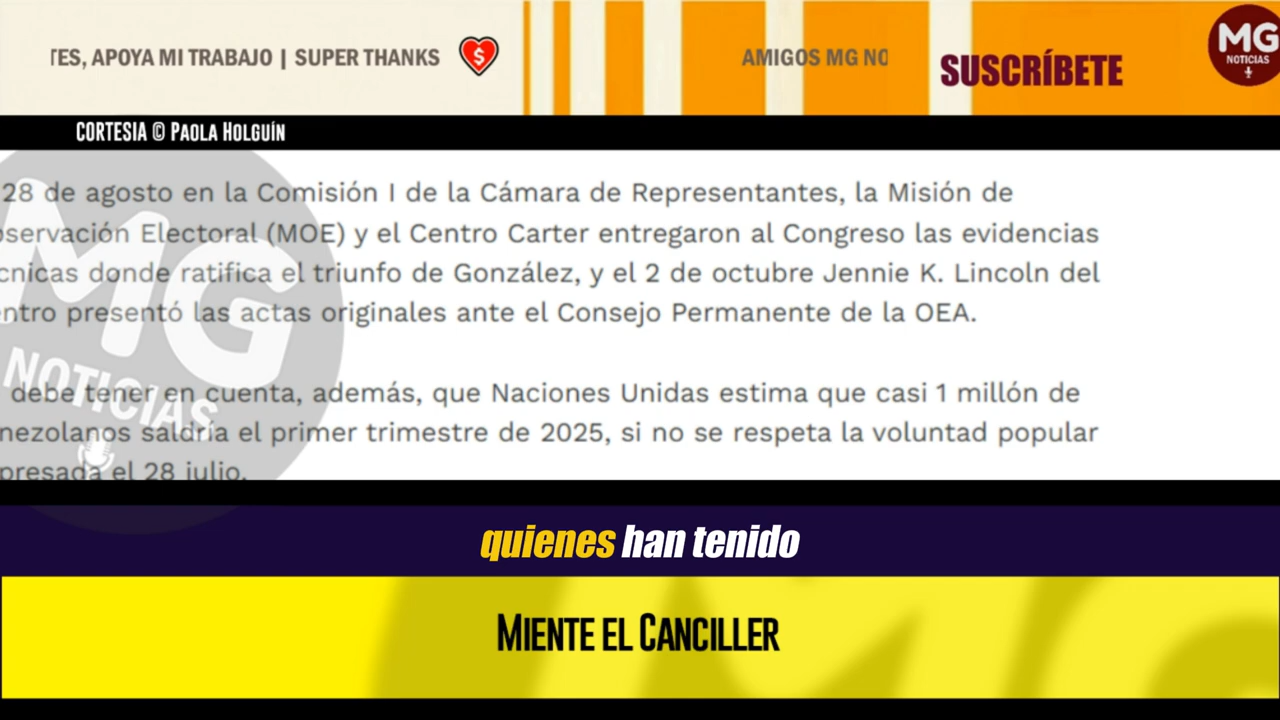 TES, APOYA MI TRABAJO | SUPER THANKS
AMIGOS MG NO
SUSCRÍBETE
MG
NOTICIAS
CORTESIA © PAOLA HOLGUÍN
28 de agosto en la Comisión I de la Cámara de Representantes, la Misión de
bservación Electoral (MOE) y el Centro Carter entregaron al Congreso las evidencias
cnicas donde ratifica el triunfo de González, y el 2 de octubre Jennie K. Lincoln del
entro presentó las actas originales ante el Consejo Permanente de la OEA.
debe tener en cuenta, además, que Naciones Unidas estima que casi 1 millón de
nezolanos saldría el primer trimestre de 2025, si no se respeta la voluntad popular
presada el 28 julio.
MG
NOTICIAS
quienes han tenido
MIENTE EL CANCILLER